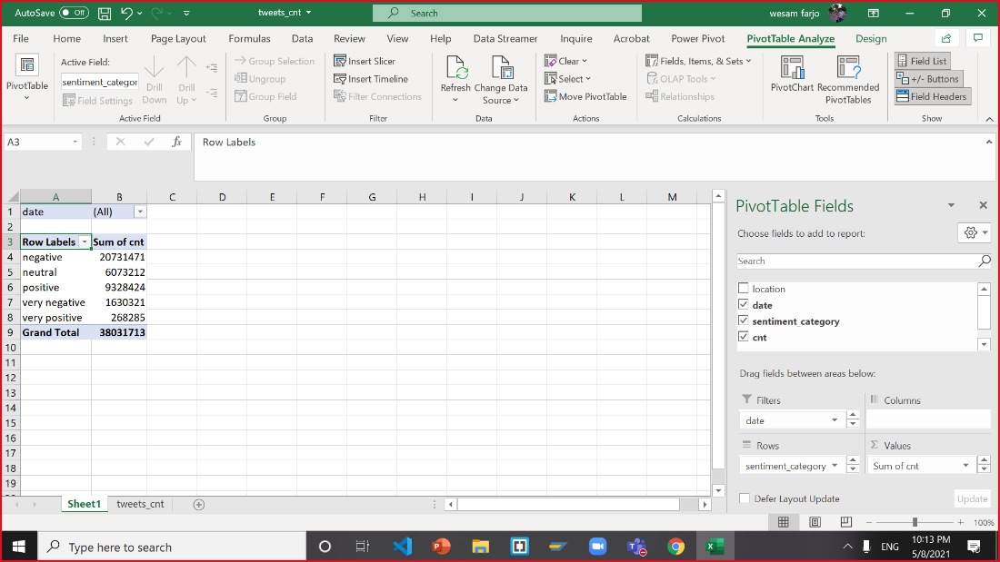 AutoSave Off tweets_cnt Search wesam farjo
File Home Insert Page Layout Formulas Data Review View Help Data Streamer Inquire Acrobat Power Pivot PivotTable Analyze Design
PivotTable
Active Field:
sentiment_categor
Field Settings
Drill Down
Drill Up
Active Field
Group Selection
Ungroup
Group Field
Group
Insert Slicer
Insert Timeline
Filter Connections
Filter
Refresh
Change Data Source
Data
Clear
Select
Move PivotTable
Actions
Fields, Items, & Sets
OLAP Tools
Relationships
Calculations
PivotChart
Recommended PivotTables
Tools
Field List
+/- Buttons
Field Headers
Show
A3 fx Row Labels
A B C D E F G H I J K L M
1 date (All)
2
3 Row Labels Sum of cnt
4 negative 20731471
5 neutral 6073212
6 positive 9328424
7 very negative 1630321
8 very positive 268285
9 Grand Total 38031713
10
11
12
13
14
15
16
17
18
19
Sheet1 tweets_cnt
PivotTable Fields
Choose fields to add to report:
Search
location
date
sentiment_category
cnt
Drag fields between areas below:
Filters
date
Columns
Rows
sentiment_category
Σ Values
Sum of cnt
Defer Layout Update Update
100%
Type here to search
ENG
10:13 PM
5/8/2021